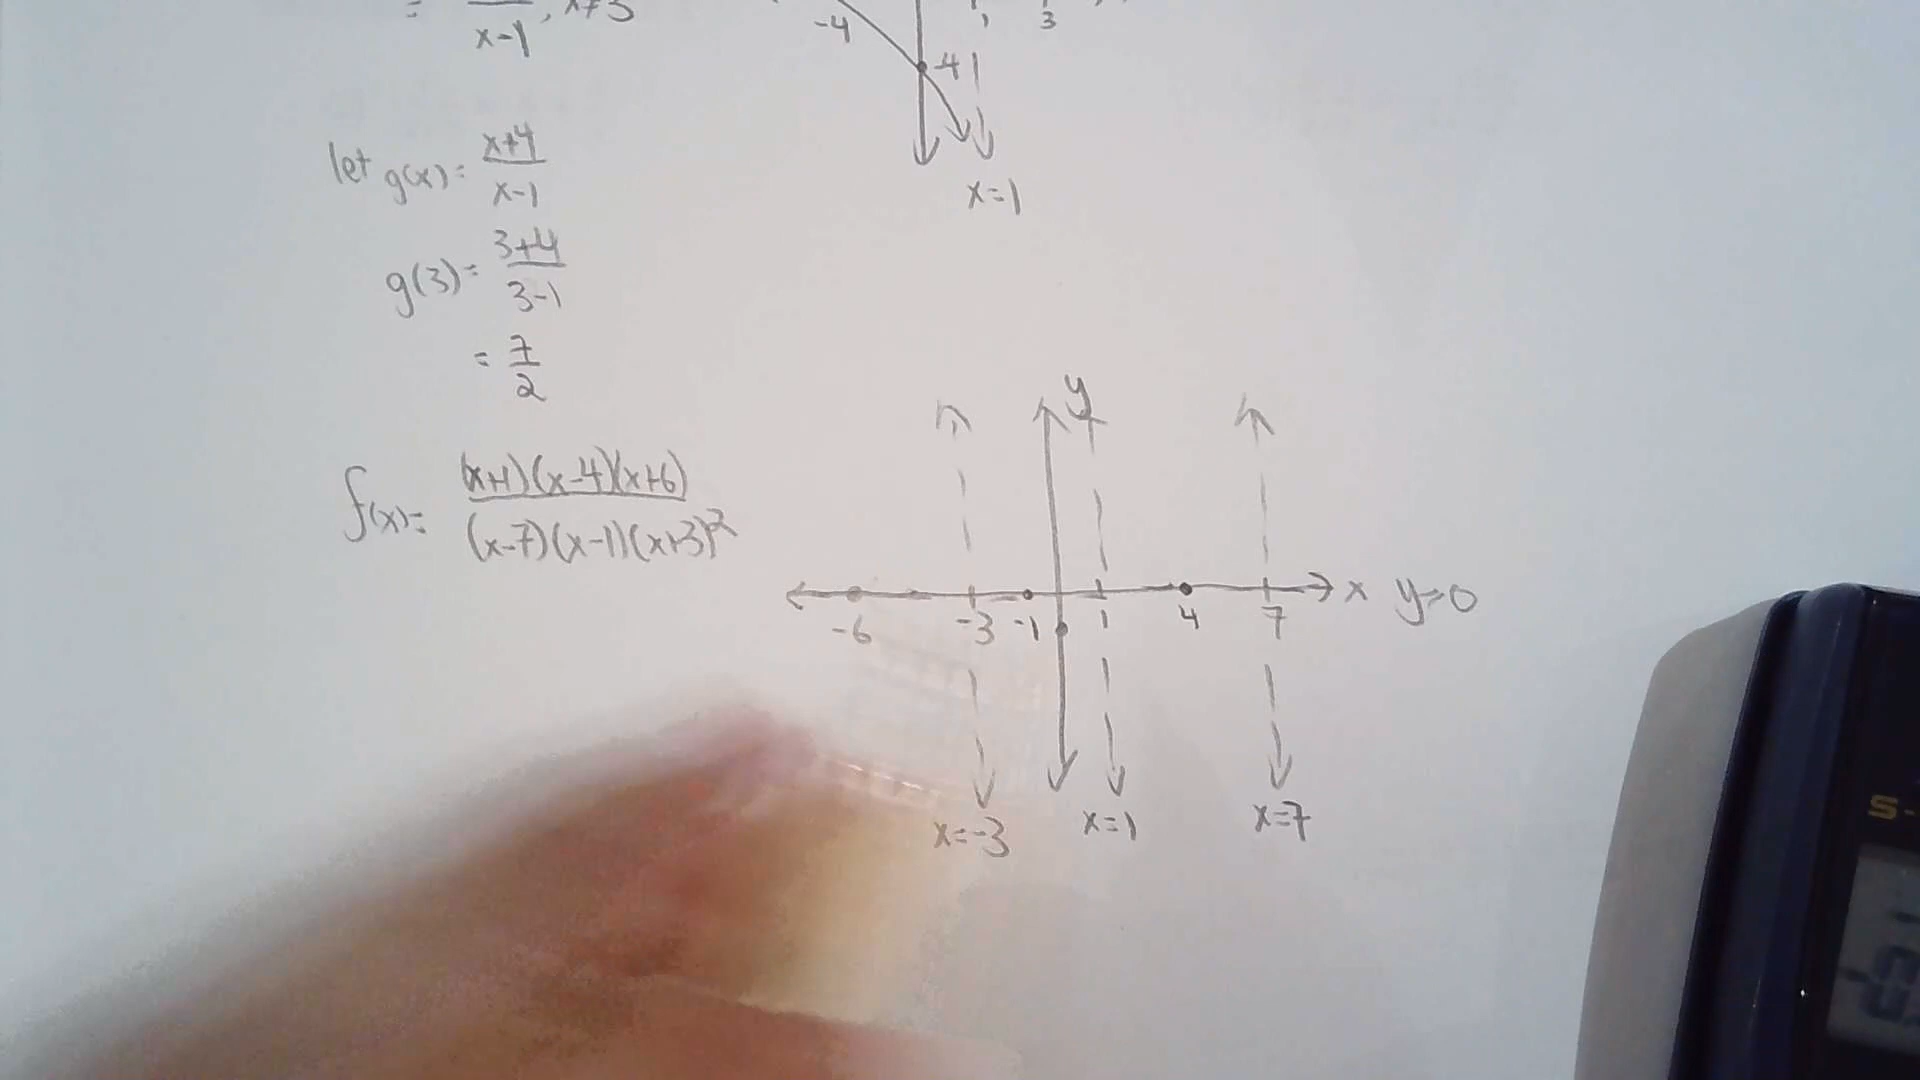 = x-1 , x≠3
-4 1 3
-4
x=1
let g(x)= x+4 / x-1
g(3)= 3+4 / 3-1
= 7/2
f(x)= (x+1)(x-4)(x+6) / (x-7)(x-1)(x+3)²
y
x y=0
-6 -3 -1 1 4 7
x=-3 x=1 x=7
S-